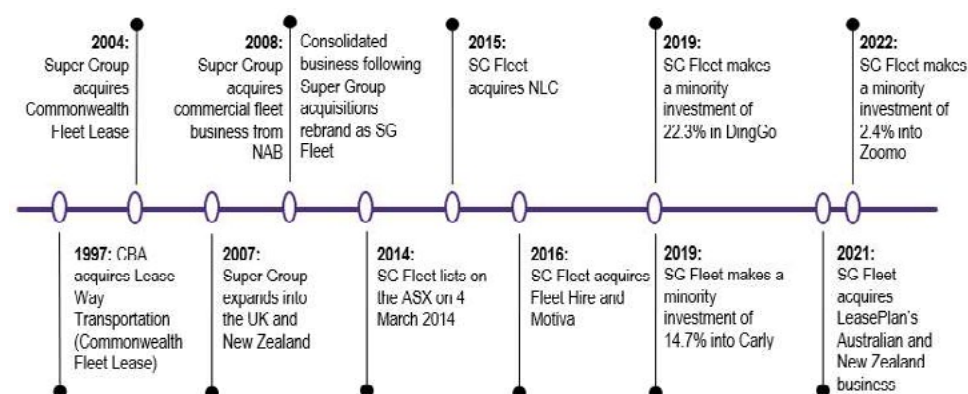 2004:
Super Group
acquires
Commonwealth
Fleet Lease
2008:
Super Group
acquires
commercial fleet
business from
NAB
Consolidated
business following
Super Group
acquisitions
rebrand as SG
Fleet
2015:
SG Fleet
acquires NLC
2019:
SG Fleet makes
a minority
investment of
22.3% in DingGo
2022:
SG Fleet makes
a minority
investment of
2.4% into
Zoomo
1997: CBA
acquires Lease
Way
Transportation
(Commonwealth
Fleet Lease)
2007:
Super Group
expands into
the UK and
New Zealand
2014:
SG Fleet lists on
the ASX on 4
March 2014
2016:
SG Fleet acquires
Fleet Hire and
Motiva
2019:
SG Fleet makes a
minority
investment of
14.7% into Carly
2021:
SG Fleet
acquires
LeasePlan's
Australian and
New Zealand
business